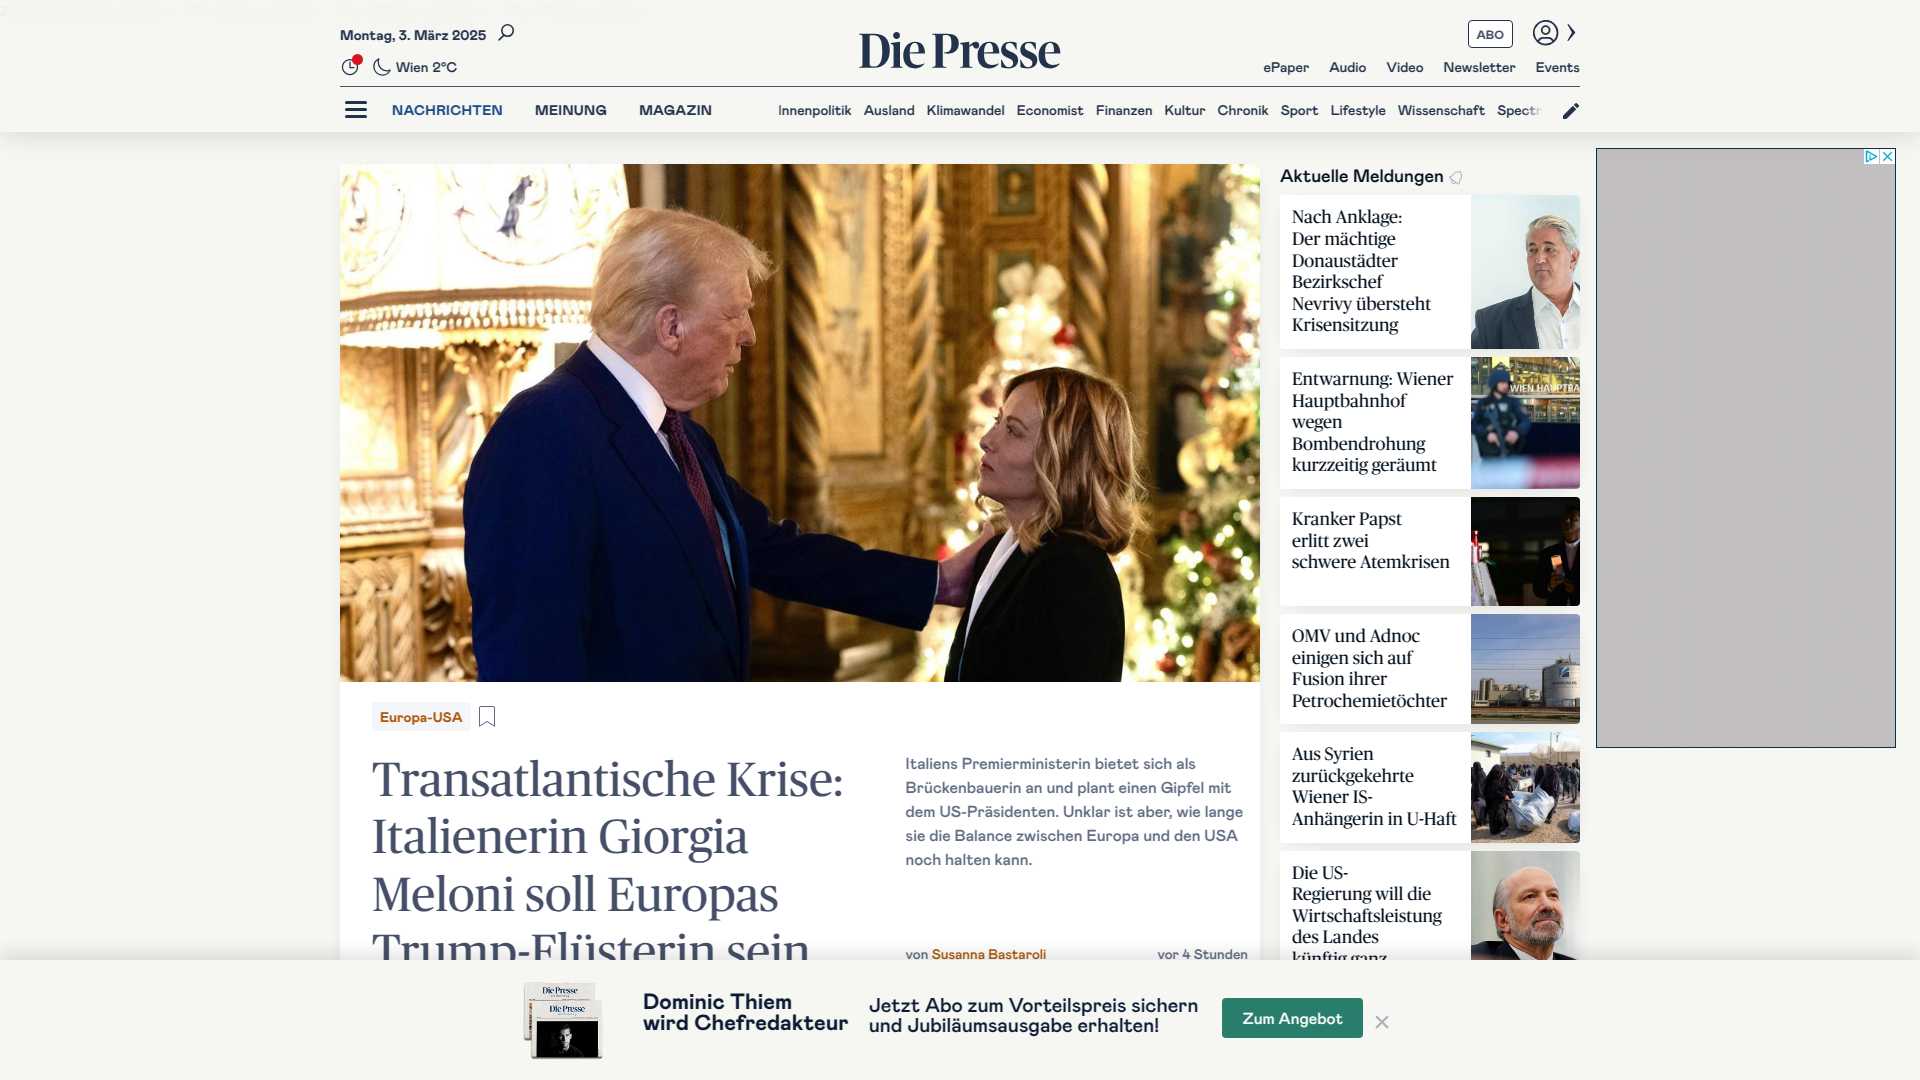 Montag, 3. März 2025
Die Presse
ABO
Wien 2°C
ePaper Audio Video Newsletter Events
NACHRICHTEN MEINUNG MAGAZIN
Innenpolitik Ausland Klimawandel Economist Finanzen Kultur Chronik Sport Lifestyle Wissenschaft Spectr
Europa-USA
Transatlantische Krise:
Italienerin Giorgia
Meloni soll Europas
Trump-Flüsterin sein
Italiens Premierministerin bietet sich als
Brückenbauerin an und plant einen Gipfel mit
dem US-Präsidenten. Unklar ist aber, wie lange
sie die Balance zwischen Europa und den USA
noch halten kann.
von Susanna Bastaroli
vor 4 Stunden
Aktuelle Meldungen
Nach Anklage:
Der mächtige
Donaustädter
Bezirkschef
Nevrivy übersteht
Krisensitzung
Entwarnung: Wiener
Hauptbahnhof
wegen
Bombendrohung
kurzzeitig geräumt
WIEN HAUPTBA
Kranker Papst
erlitt zwei
schwere Atemkrisen
OMV und Adnoc
einigen sich auf
Fusion ihrer
Petrochemietöchter
Aus Syrien
zurückgekehrte
Wiener IS-
Anhängerin in U-Haft
Die US-
Regierung will die
Wirtschaftsleistung
des Landes
künftig ganz
Die Presse
Die Presse
Dominic Thiem
wird Chefredakteur
Jetzt Abo zum Vorteilspreis sichern
und Jubiläumsausgabe erhalten!
Zum Angebot